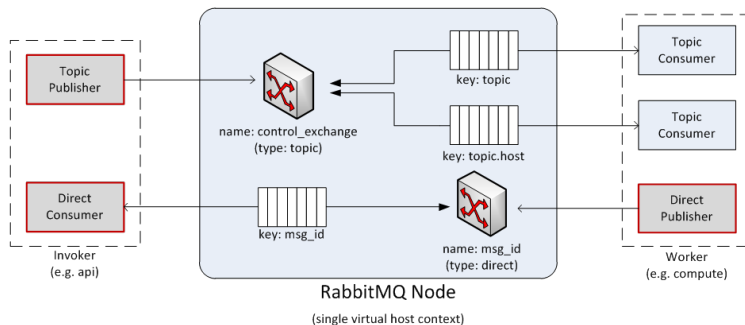 Topic
Publisher
name: control_exchange
(type: topic)
key: topic
Topic
Consumer
key: topic.host
Topic
Consumer
Direct
Consumer
key: msg_id
name: msg_id
(type: direct)
Direct
Publisher
Invoker
(e.g. api)
Worker
(e.g. compute)
RabbitMQ Node
(single virtual host context)